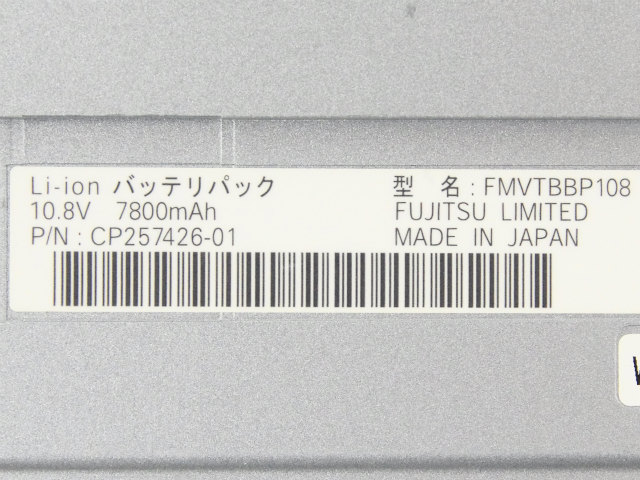 Li-ion バッテリパック 型 名 : FMVTBBP108
10.8V 7800mAh FUJITSU LIMITED
P/N : CP257426-01 MADE IN JAPAN